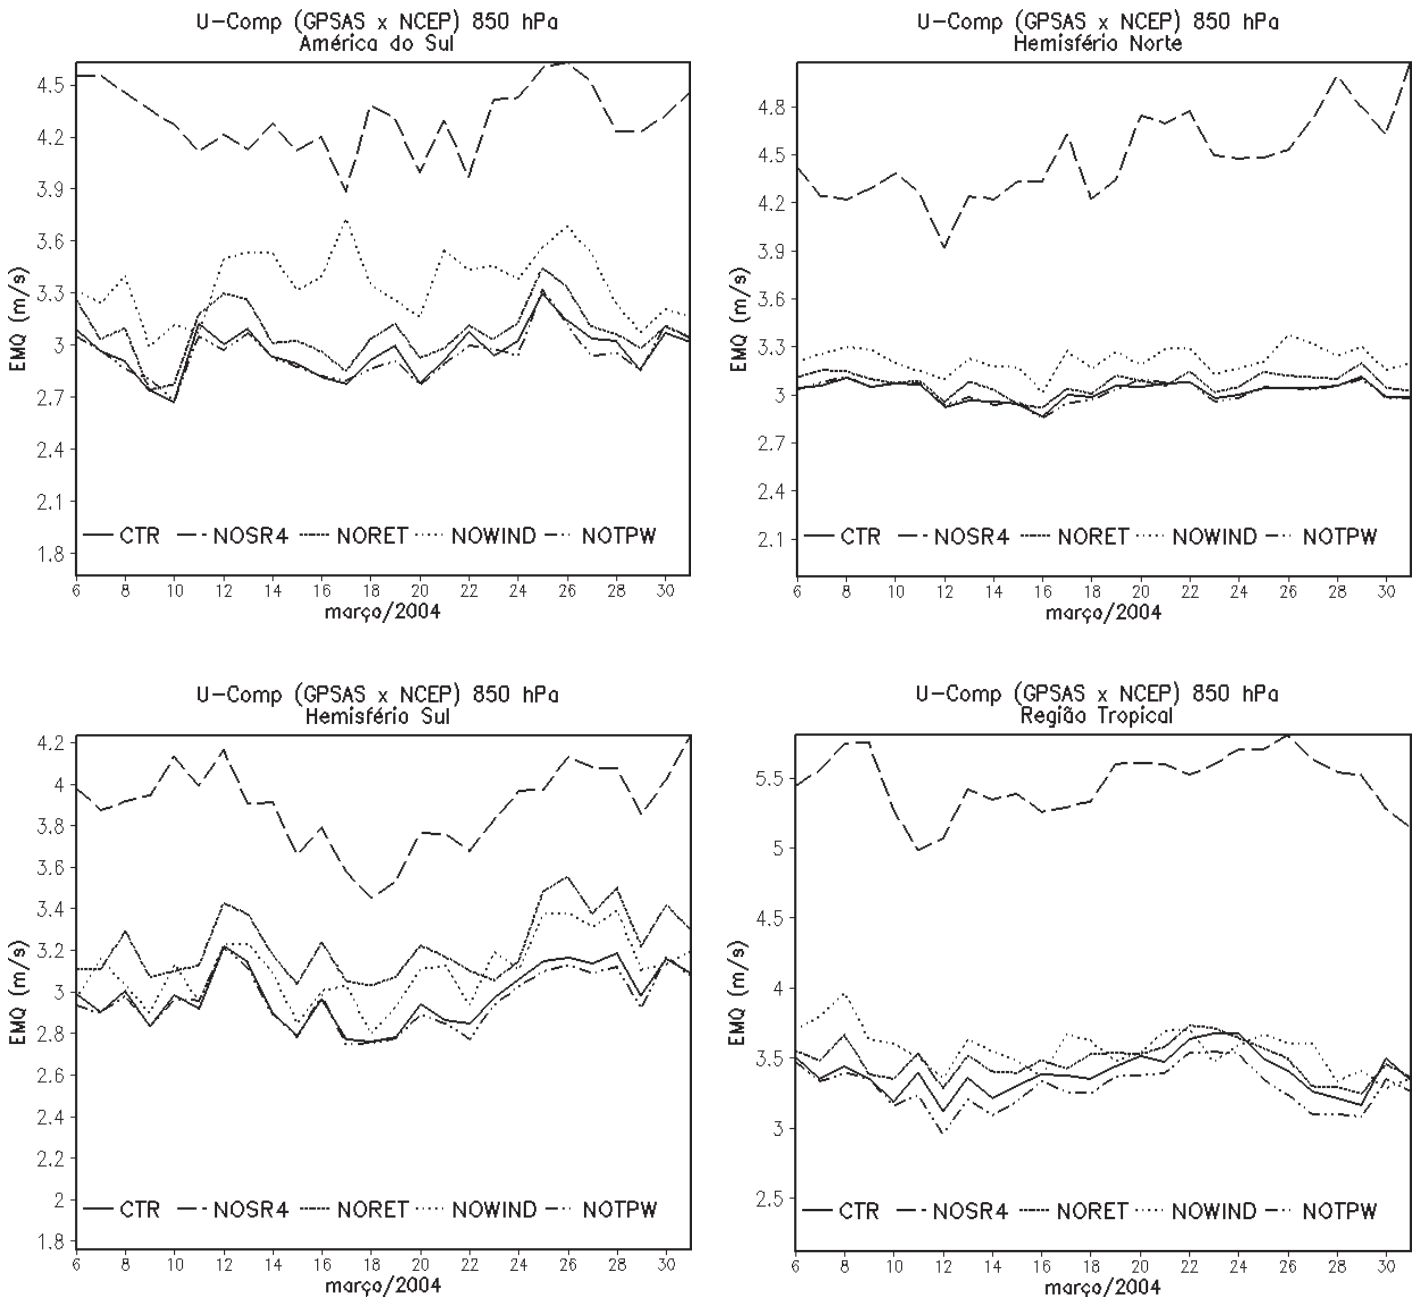 U-Comp (GPSAS x NCEP) 850 hPa
América do Sul
4.5
4.2
3.9
3.6
3.3
3
2.7
2.4
2.1
1.8
EMQ (m/s)
CTR NOSR4 NORET NOWIND NOTPW
6 8 10 12 14 16 18 20 22 24 26 28 30
março/2004
U-Comp (GPSAS x NCEP) 850 hPa
Hemisfério Norte
4.8
4.5
4.2
3.9
3.6
3.3
3
2.7
2.4
2.1
EMQ (m/s)
CTR NOSR4 NORET NOWIND NOTPW
6 8 10 12 14 16 18 20 22 24 26 28 30
março/2004
U-Comp (GPSAS x NCEP) 850 hPa
Hemisfério Sul
4.2
4
3.8
3.6
3.4
3.2
3
2.8
2.6
2.4
2.2
2
1.8
EMQ (m/s)
CTR NOSR4 NORET NOWIND NOTPW
6 8 10 12 14 16 18 20 22 24 26 28 30
março/2004
U-Comp (GPSAS x NCEP) 850 hPa
Região Tropical
5.5
5
4.5
4
3.5
3
2.5
EMQ (m/s)
CTR NOSR4 NORET NOWIND NOTPW
6 8 10 12 14 16 18 20 22 24 26 28 30
março/2004